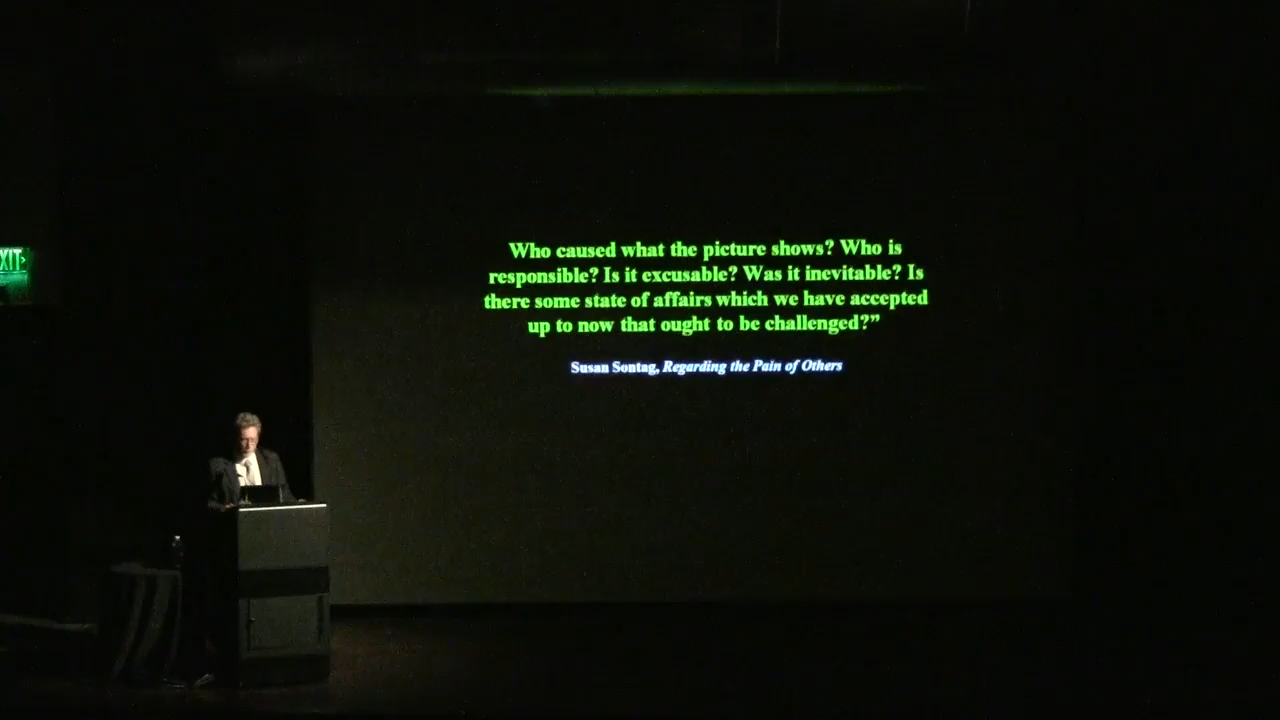 EXIT
Who caused what the picture shows? Who is
responsible? Is it excusable? Was it inevitable? Is
there some state of affairs which we have accepted
up to now that ought to be challenged?”
Susan Sontag, Regarding the Pain of Others